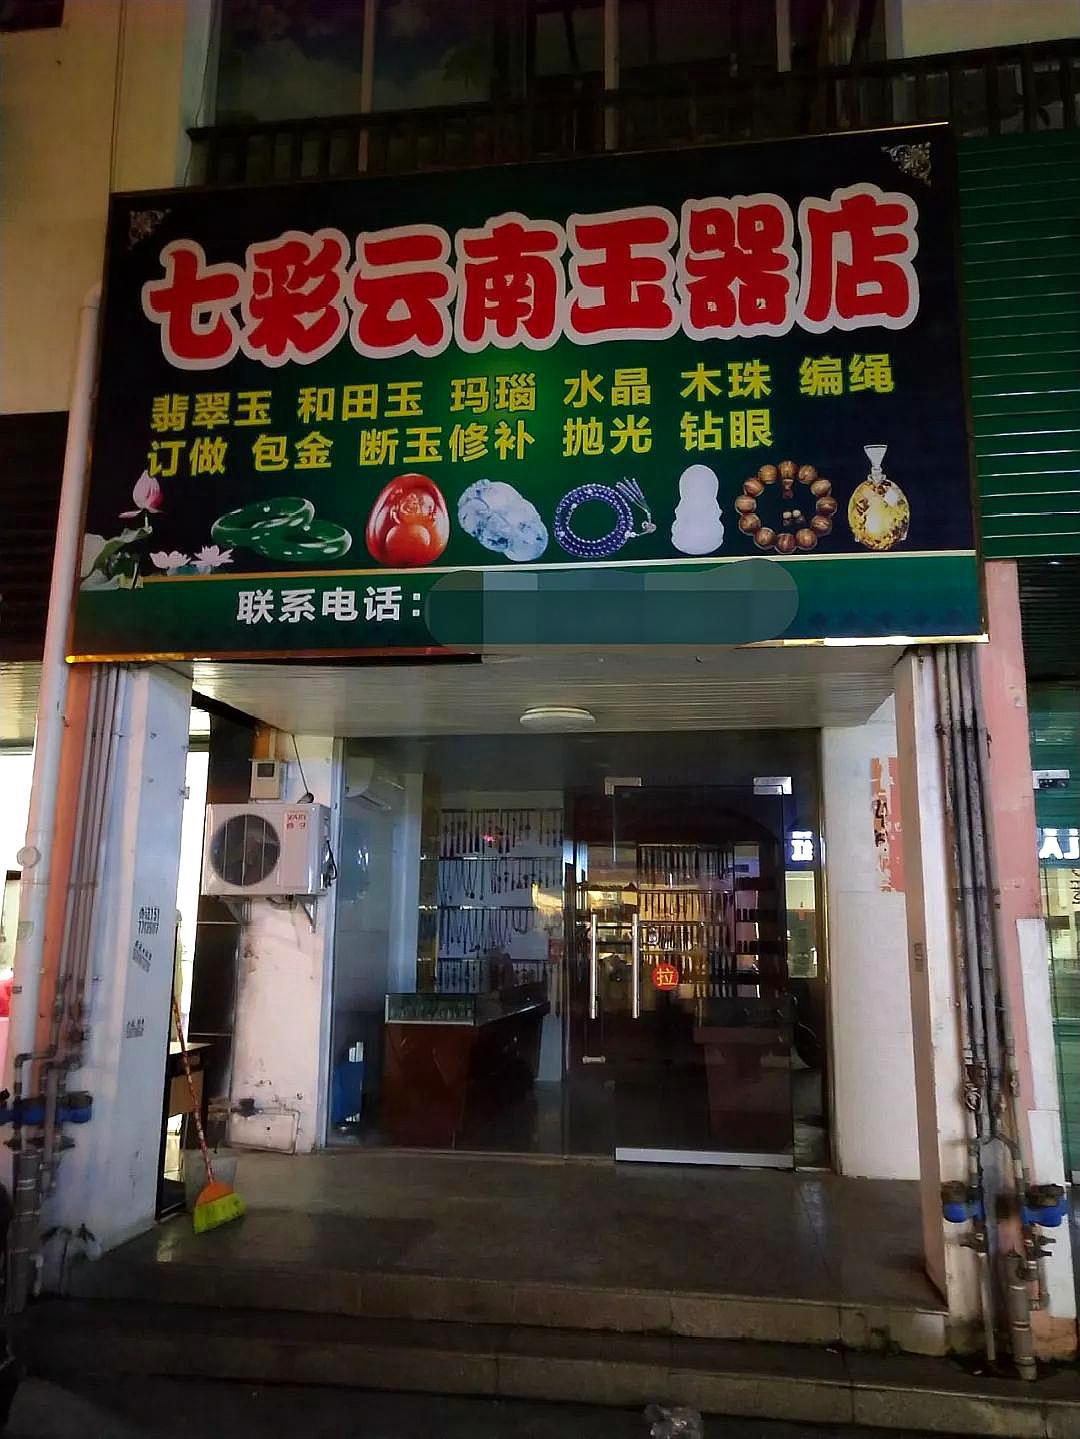 七彩云南玉器店
翡翠玉 和田玉 玛瑙 水晶 木珠 编绳
订做 包金 断玉修补 抛光 钻眼
联系电话:
拉